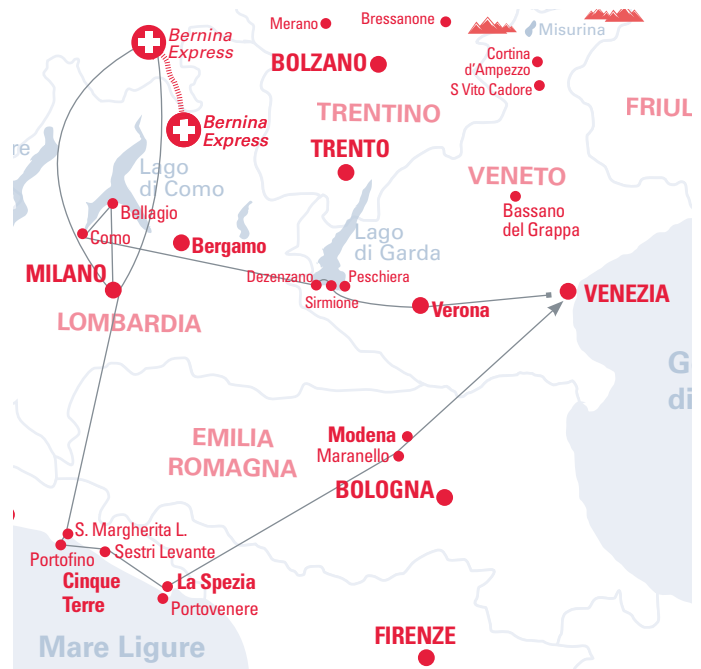 Merano
Bressanone
Misurina
Bernina
Express
Cortina
d'Ampezzo
BOLZANO
S Vito Cadore
TRENTINO
FRIUL
Bernina
Express
re
TRENTO
Lago
di Como
VENETO
Bellagio
Bassano
del Grappa
Como
Bergamo
Lago
di Garda
MILANO
Dezenzano
Peschiera
Sirmione
VENEZIA
Verona
LOMBARDIA
G
di
EMILIA
ROMAGNA
Modena
Maranello
BOLOGNA
S. Margherita L.
Portofino
Sestri Levante
Cinque
Terre
La Spezia
Portovenere
FIRENZE
Mare Ligure